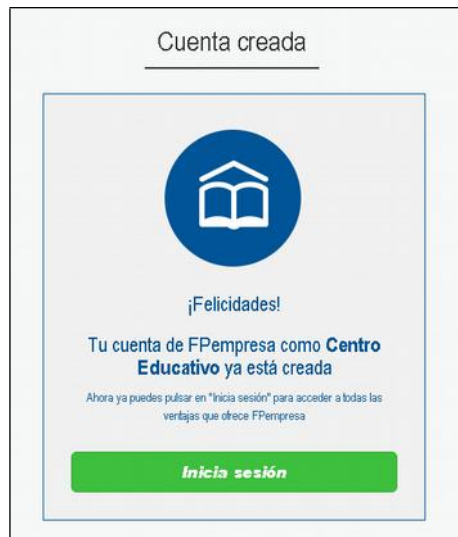 Cuenta creada
¡Felicidades!
Tu cuenta de FPempresa como Centro
Educativo ya está creada
Ahora ya puedes pulsar en "Inicia sesión" para acceder a todas las
ventajas que ofrece FPempresa
Inicia sesión